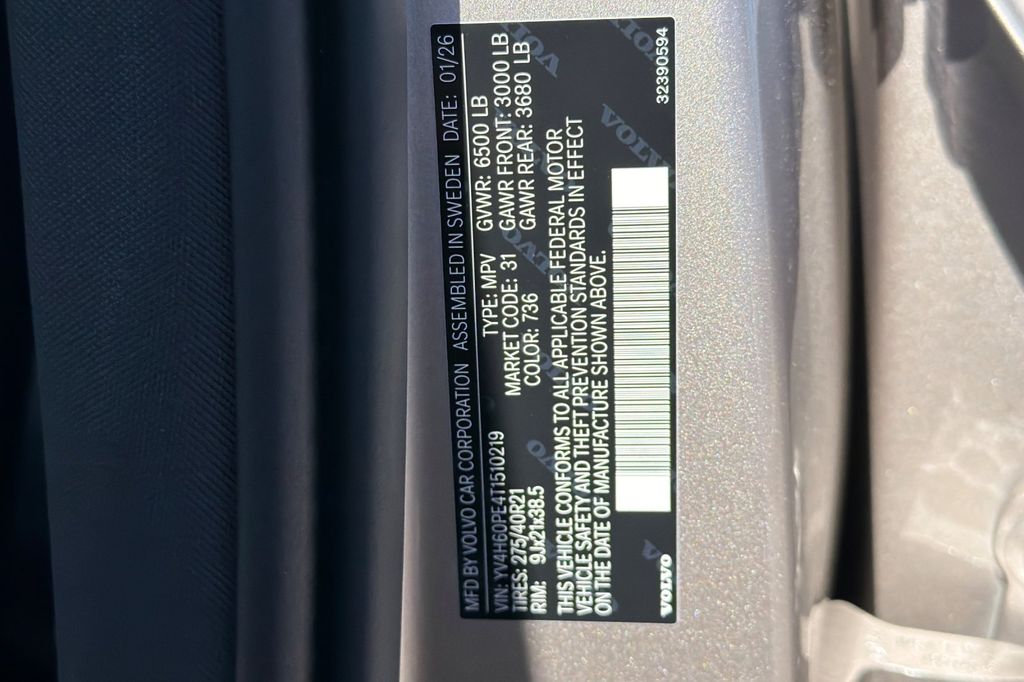 MFD BY VOLVO CAR CORPORATION ASSEMBLED IN SWEDEN DATE: 01/26
VIN: YV4H60PE4T1510219 TYPE: MPV GVWR: 6500 LB
TIRES: 275/40R21 MARKET CODE: 31 GAWR FRONT: 3000 LB
RIM: 9Jx21x38.5 COLOR: 736 GAWR REAR: 3680 LB
THIS VEHICLE CONFORMS TO ALL APPLICABLE FEDERAL MOTOR
VEHICLE SAFETY AND THEFT PREVENTION STANDARDS IN EFFECT
ON THE DATE OF MANUFACTURE SHOWN ABOVE.
VOLVO 32390594